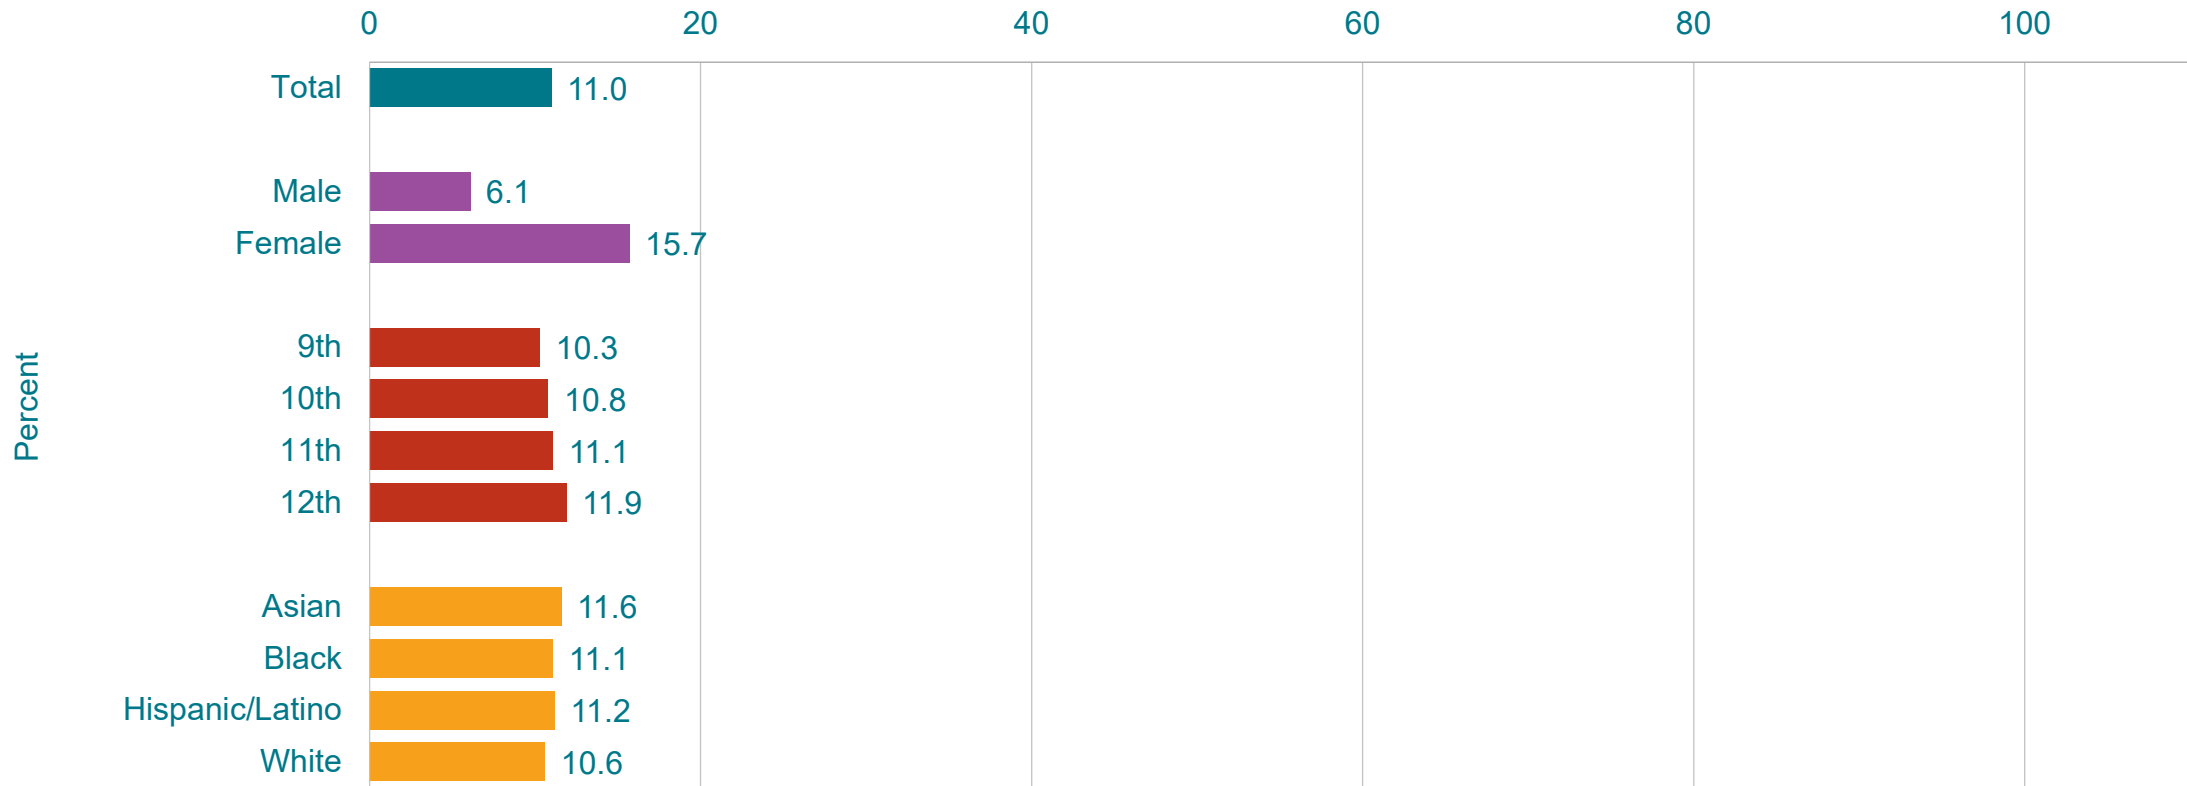 0 20 40 60 80 100
Total 11.0
Male 6.1
Female 15.7
9th 10.3
10th 10.8
11th 11.1
12th 11.9
Asian 11.6
Black 11.1
Hispanic/Latino 11.2
White 10.6
Percent